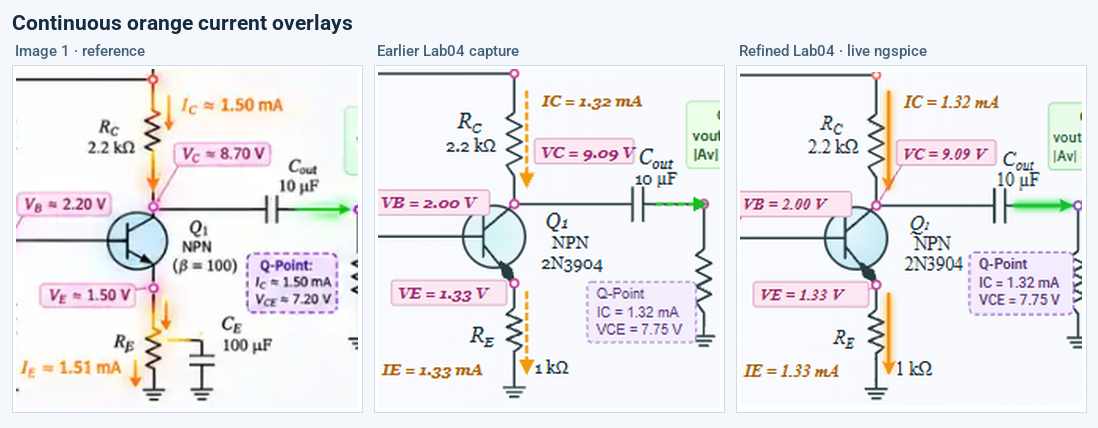 Continuous orange current overlays
Image 1 · reference
I_C ≈ 1.50 mA
R_C
2.2 kΩ
V_C ≈ 8.70 V
C_out
10 µF
V_B ≈ 2.20 V
Q₁
NPN
(β = 100)
Q-Point:
I_C ≈ 1.50 mA
V_CE ≈ 7.20 V
V_E ≈ 1.50 V
R_E
C_E
100 µF
I_E ≈ 1.51 mA
Earlier Lab04 capture
IC = 1.32 mA
R_C
2.2 kΩ
VC = 9.09 V
C_out
10 µF
vout
|Av|
VB = 2.00 V
Q₁
NPN
2N3904
VE = 1.33 V
Q-Point
IC = 1.32 mA
VCE = 7.75 V
R_E
IE = 1.33 mA
1 kΩ
Refined Lab04 · live ngspice
IC = 1.32 mA
R_C
2.2 kΩ
VC = 9.09 V
C_out
10 µF
vout
|Av|
VB = 2.00 V
Q₁
NPN
2N3904
Q-Point
IC = 1.32 mA
VCE = 7.75 V
VE = 1.33 V
R_E
IE = 1.33 mA
1 kΩ